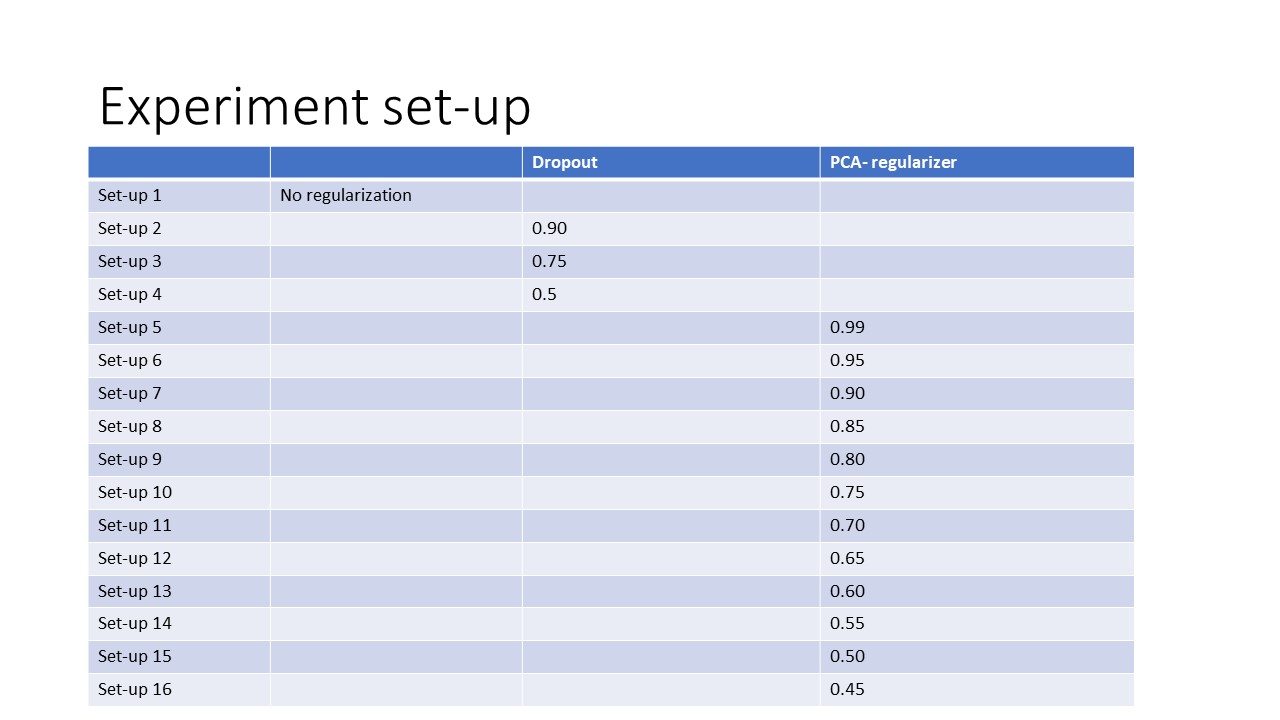 Experiment set-up
Dropout PCA- regularizer
Set-up 1 No regularization
Set-up 2 0.90
Set-up 3 0.75
Set-up 4 0.5
Set-up 5 0.99
Set-up 6 0.95
Set-up 7 0.90
Set-up 8 0.85
Set-up 9 0.80
Set-up 10 0.75
Set-up 11 0.70
Set-up 12 0.65
Set-up 13 0.60
Set-up 14 0.55
Set-up 15 0.50
Set-up 16 0.45